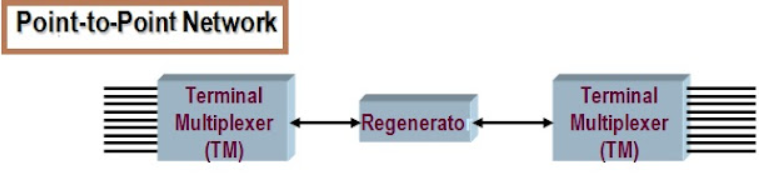 Point-to-Point Network
Terminal
Multiplexer
(TM)
Regenerato
Terminal
Multiplexer
(TM)